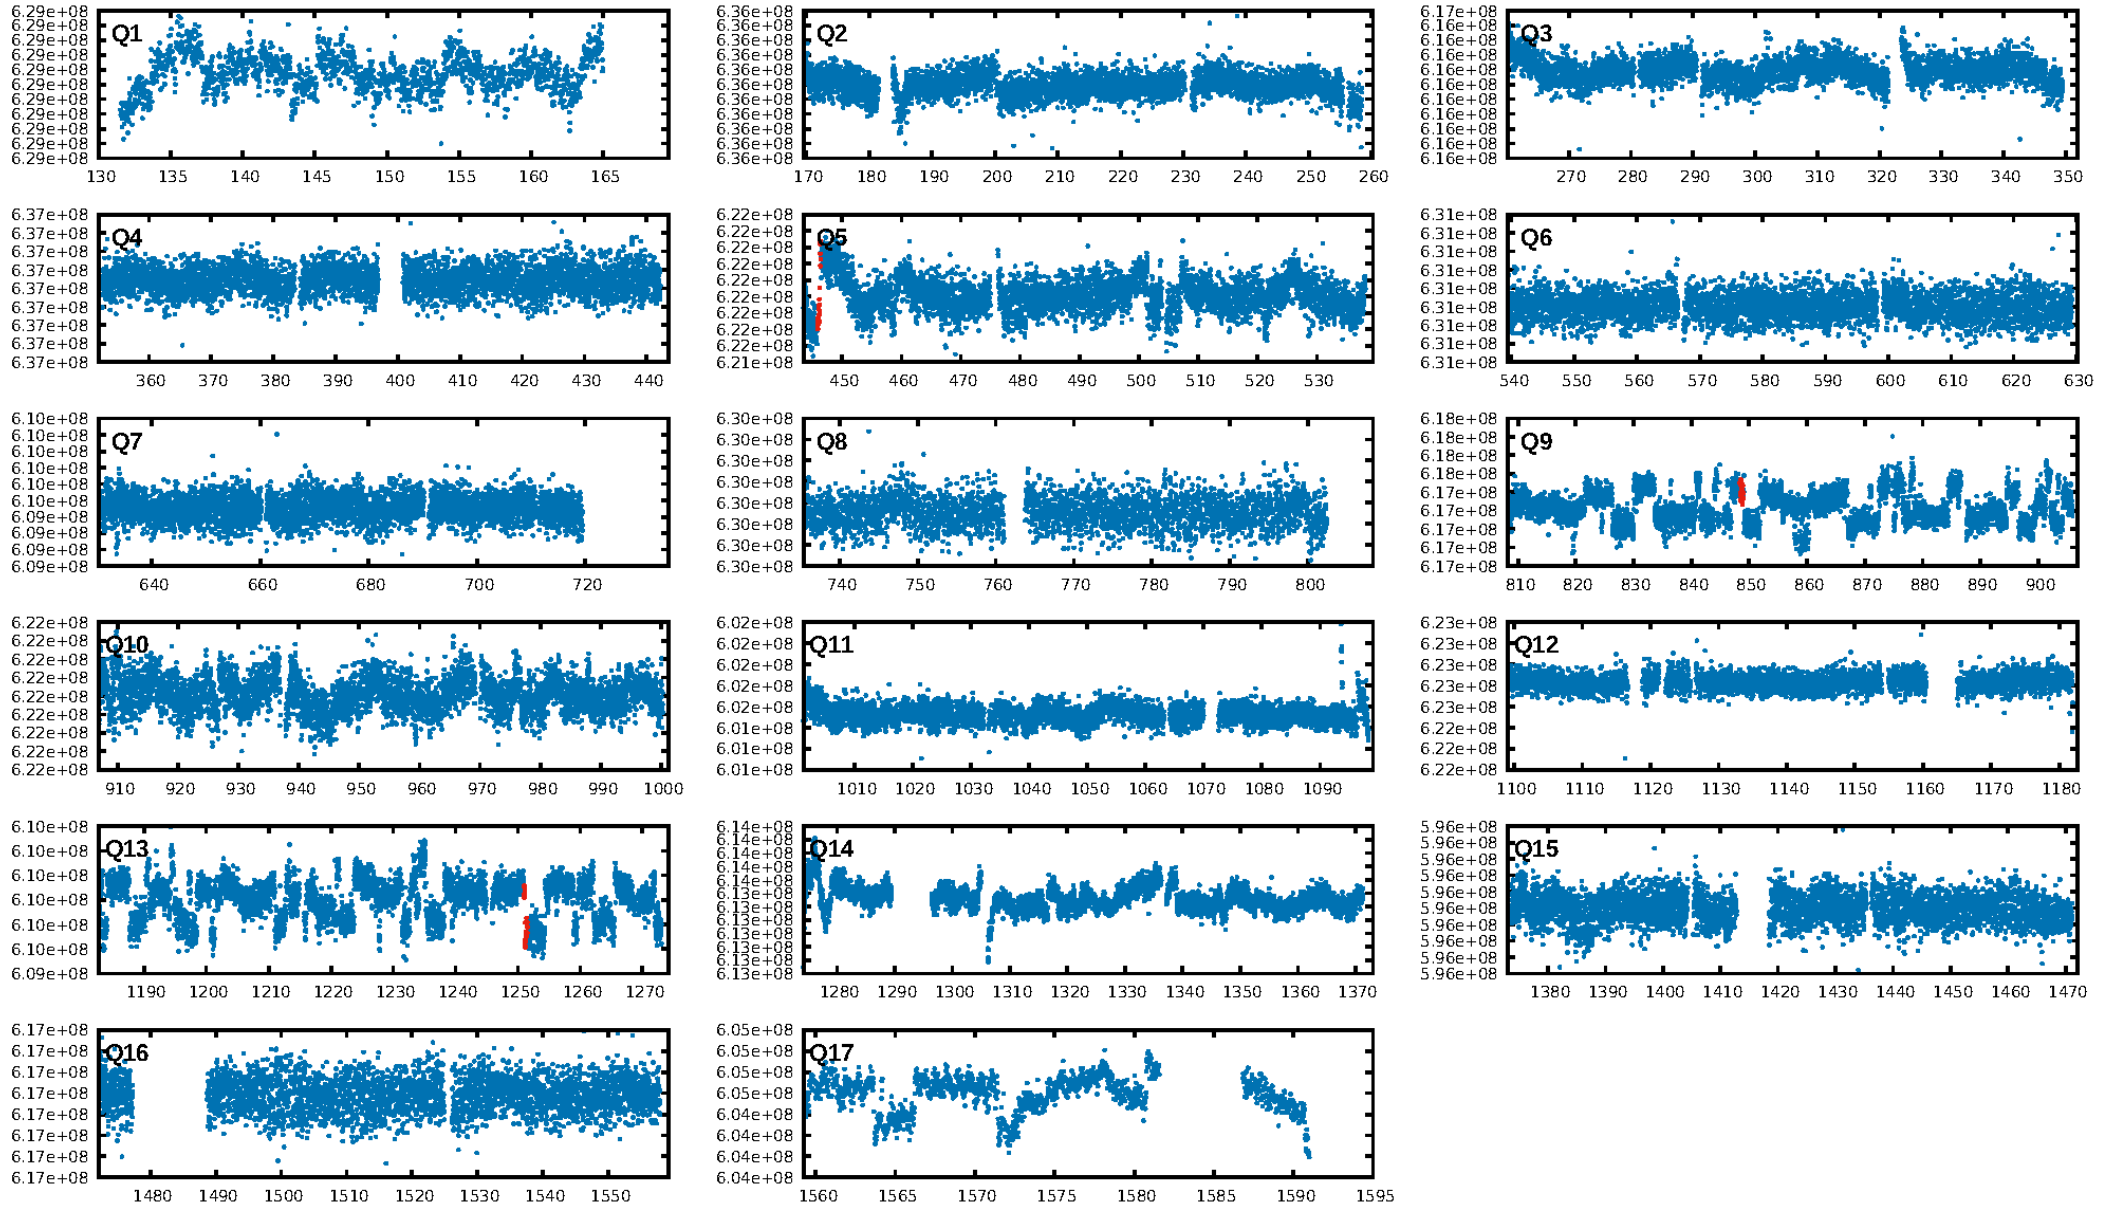 6.29e+08
6.29e+08
6.29e+08
6.29e+08
6.29e+08
6.29e+08
6.29e+08
6.29e+08
6.29e+08
6.29e+08
6.29e+08
Q1
130 135 140 145 150 155 160 165
6.36e+08
6.36e+08
6.36e+08
6.36e+08
6.36e+08
6.36e+08
6.36e+08
6.36e+08
6.36e+08
6.36e+08
6.36e+08
Q2
170 180 190 200 210 220 230 240 250 260
6.17e+08
6.16e+08
6.16e+08
6.16e+08
6.16e+08
6.16e+08
6.16e+08
6.16e+08
6.16e+08
6.16e+08
6.16e+08
Q3
270 280 290 300 310 320 330 340 350
6.37e+08
6.37e+08
6.37e+08
6.37e+08
6.37e+08
6.37e+08
6.37e+08
6.37e+08
6.37e+08
Q4
360 370 380 390 400 410 420 430 440
6.22e+08
6.22e+08
6.22e+08
6.22e+08
6.22e+08
6.22e+08
6.22e+08
6.22e+08
6.22e+08
6.21e+08
Q5
450 460 470 480 490 500 510 520 530
6.31e+08
6.31e+08
6.31e+08
6.31e+08
6.31e+08
6.31e+08
6.31e+08
6.31e+08
6.31e+08
Q6
540 550 560 570 580 590 600 610 620 630
6.10e+08
6.10e+08
6.10e+08
6.10e+08
6.10e+08
6.10e+08
6.09e+08
6.09e+08
6.09e+08
6.09e+08
Q7
640 660 680 700 720
6.30e+08
6.30e+08
6.30e+08
6.30e+08
6.30e+08
6.30e+08
6.30e+08
6.30e+08
Q8
740 750 760 770 780 790 800
6.18e+08
6.18e+08
6.18e+08
6.18e+08
6.17e+08
6.17e+08
6.17e+08
6.17e+08
6.17e+08
Q9
810 820 830 840 850 860 870 880 890 900
6.22e+08
6.22e+08
6.22e+08
6.22e+08
6.22e+08
6.22e+08
6.22e+08
6.22e+08
6.22e+08
Q10
910 920 930 940 950 960 970 980 990 1000
6.02e+08
6.02e+08
6.02e+08
6.02e+08
6.02e+08
6.01e+08
6.01e+08
6.01e+08
Q11
1010 1020 1030 1040 1050 1060 1070 1080 1090
6.23e+08
6.23e+08
6.23e+08
6.23e+08
6.23e+08
6.22e+08
6.22e+08
6.22e+08
Q12
1100 1110 1120 1130 1140 1150 1160 1170 1180
6.10e+08
6.10e+08
6.10e+08
6.10e+08
6.10e+08
6.10e+08
6.09e+08
Q13
1190 1200 1210 1220 1230 1240 1250 1260 1270
6.14e+08
6.14e+08
6.14e+08
6.14e+08
6.14e+08
6.13e+08
6.13e+08
6.13e+08
6.13e+08
6.13e+08
6.13e+08
6.13e+08
Q14
1280 1290 1300 1310 1320 1330 1340 1350 1360 1370
5.96e+08
5.96e+08
5.96e+08
5.96e+08
5.96e+08
5.96e+08
5.96e+08
5.96e+08
5.96e+08
5.96e+08
Q15
1380 1390 1400 1410 1420 1430 1440 1450 1460 1470
6.17e+08
6.17e+08
6.17e+08
6.17e+08
6.17e+08
6.17e+08
6.17e+08
6.17e+08
Q16
1480 1490 1500 1510 1520 1530 1540 1550
6.05e+08
6.05e+08
6.05e+08
6.05e+08
6.04e+08
6.04e+08
6.04e+08
6.04e+08
Q17
1560 1565 1570 1575 1580 1585 1590 1595